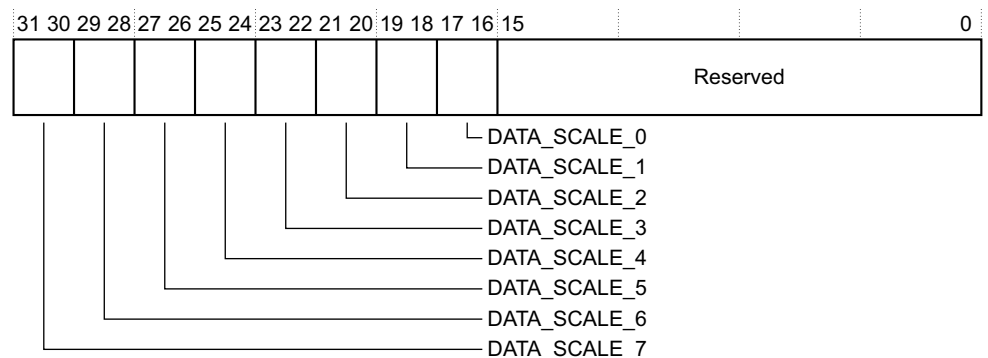 31 30 29 28 27 26 25 24 23 22 21 20 19 18 17 16 15 0
Reserved
DATA_SCALE_0
DATA_SCALE_1
DATA_SCALE_2
DATA_SCALE_3
DATA_SCALE_4
DATA_SCALE_5
DATA_SCALE_6
DATA_SCALE_7